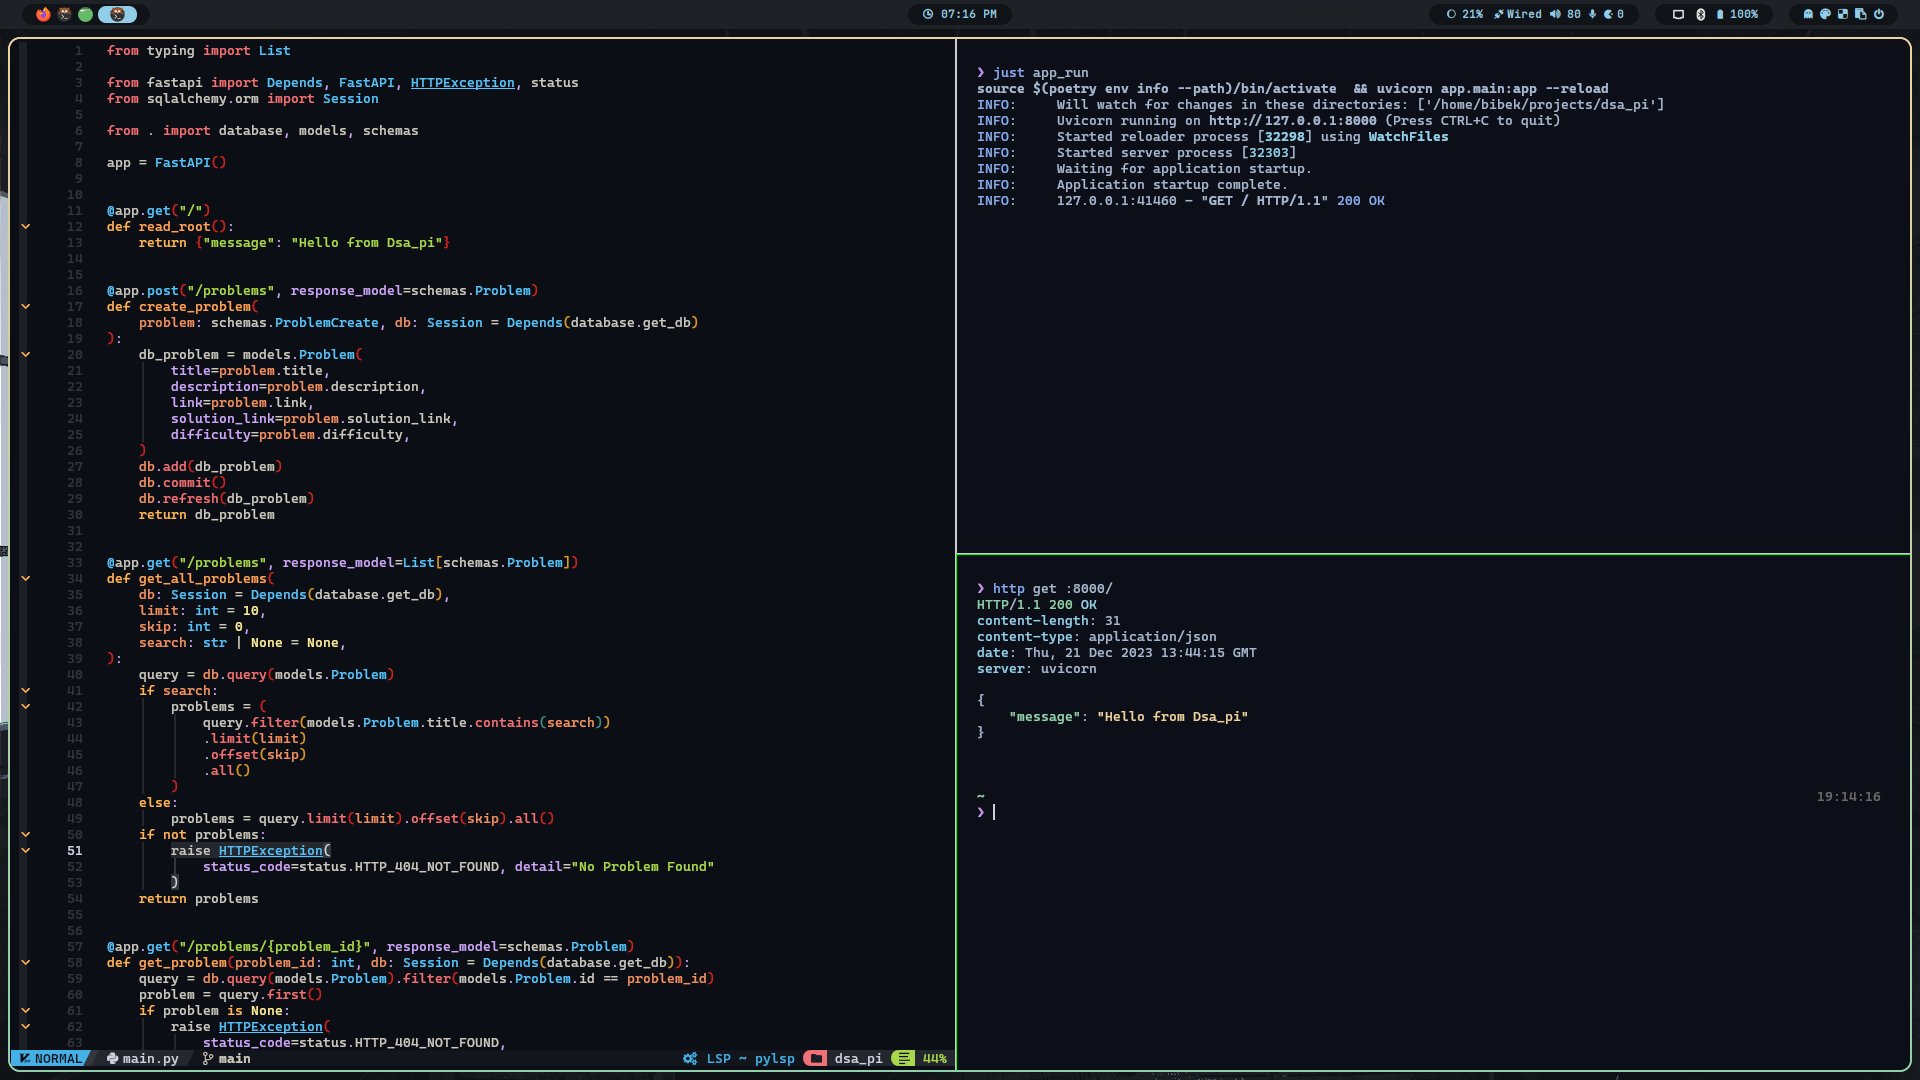 07:16 PM
21% Wired 80 0
100%
1 from typing import List
2
3 from fastapi import Depends, FastAPI, HTTPException, status
4 from sqlalchemy.orm import Session
5
6 from . import database, models, schemas
7
8 app = FastAPI()
9
10
11 @app.get("/")
12 def read_root():
13     return {"message": "Hello from Dsa_pi"}
14
15
16 @app.post("/problems", response_model=schemas.Problem)
17 def create_problem(
18     problem: schemas.ProblemCreate, db: Session = Depends(database.get_db)
19 ):
20     db_problem = models.Problem(
21         title=problem.title,
22         description=problem.description,
23         link=problem.link,
24         solution_link=problem.solution_link,
25         difficulty=problem.difficulty,
26     )
27     db.add(db_problem)
28     db.commit()
29     db.refresh(db_problem)
30     return db_problem
31
32
33 @app.get("/problems", response_model=List[schemas.Problem])
34 def get_all_problems(
35     db: Session = Depends(database.get_db),
36     limit: int = 10,
37     skip: int = 0,
38     search: str | None = None,
39 ):
40     query = db.query(models.Problem)
41     if search:
42         problems = (
43             query.filter(models.Problem.title.contains(search))
44             .limit(limit)
45             .offset(skip)
46             .all()
47         )
48     else:
49         problems = query.limit(limit).offset(skip).all()
50     if not problems:
51         raise HTTPException(
52             status_code=status.HTTP_404_NOT_FOUND, detail="No Problem Found"
53         )
54     return problems
55
56
57 @app.get("/problems/{problem_id}", response_model=schemas.Problem)
58 def get_problem(problem_id: int, db: Session = Depends(database.get_db)):
59     query = db.query(models.Problem).filter(models.Problem.id == problem_id)
60     problem = query.first()
61     if problem is None:
62         raise HTTPException(
63             status_code=status.HTTP_404_NOT_FOUND,
NORMAL main.py main LSP ~ pylsp dsa_pi 44%
❯ just app_run
source $(poetry env info --path)/bin/activate  && uvicorn app.main:app --reload
INFO:     Will watch for changes in these directories: ['/home/bibek/projects/dsa_pi']
INFO:     Uvicorn running on http://127.0.0.1:8000 (Press CTRL+C to quit)
INFO:     Started reloader process [32298] using WatchFiles
INFO:     Started server process [32303]
INFO:     Waiting for application startup.
INFO:     Application startup complete.
INFO:     127.0.0.1:41460 - "GET / HTTP/1.1" 200 OK
❯ http get :8000/
HTTP/1.1 200 OK
content-length: 31
content-type: application/json
date: Thu, 21 Dec 2023 13:44:15 GMT
server: uvicorn
{
    "message": "Hello from Dsa_pi"
}
~ 19:14:16
❯